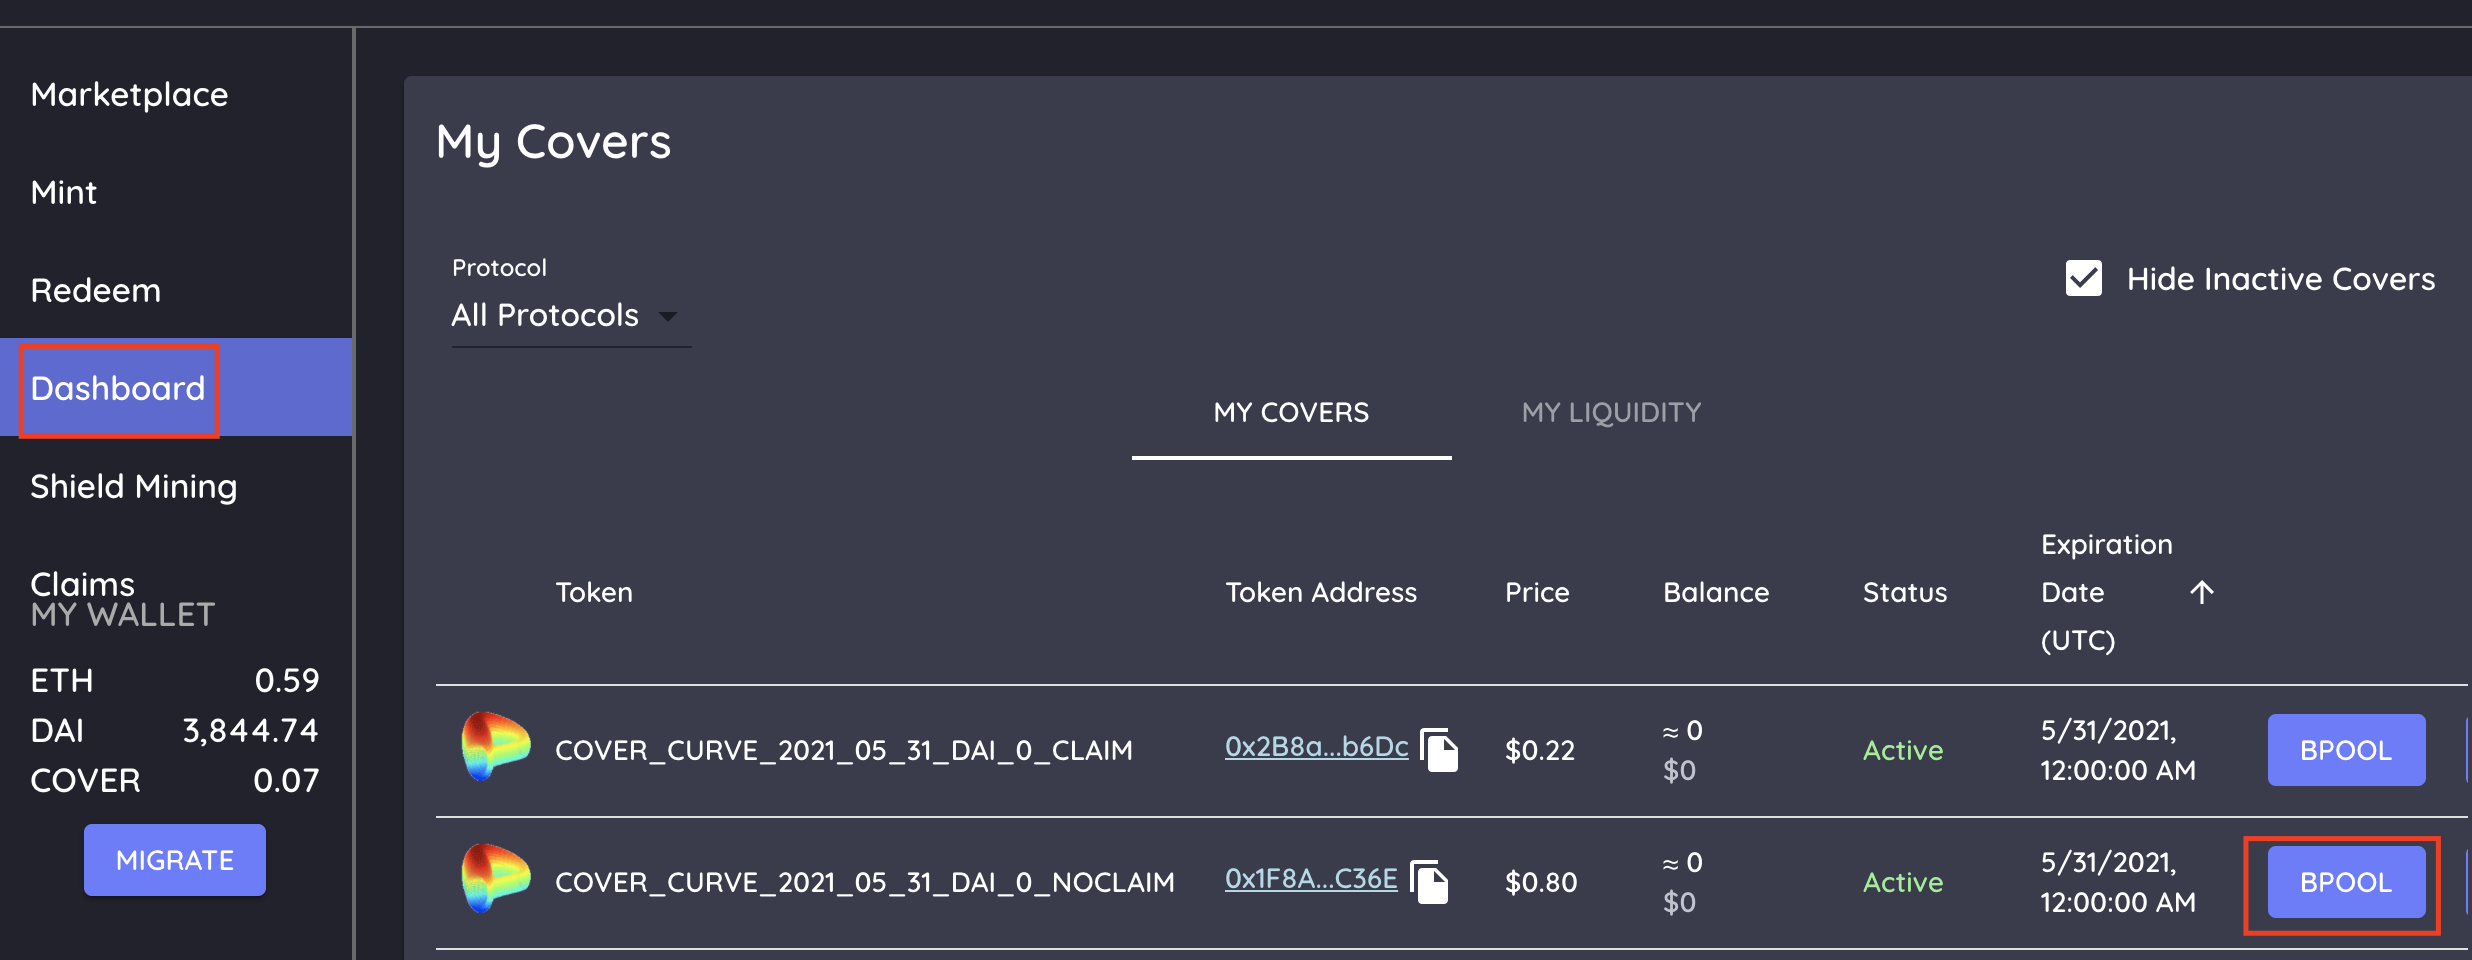 Marketplace
Mint
Redeem
Dashboard
Shield Mining
Claims
MY WALLET
ETH 0.59
DAI 3,844.74
COVER 0.07
MIGRATE
My Covers
Protocol
All Protocols
Hide Inactive Covers
MY COVERS MY LIQUIDITY
Token Token Address Price Balance Status Expiration Date (UTC)
COVER_CURVE_2021_05_31_DAI_0_CLAIM 0x2B8a...b6Dc $0.22 ≈ 0 $0 Active 5/31/2021, 12:00:00 AM BPOOL
COVER_CURVE_2021_05_31_DAI_0_NOCLAIM 0x1F8A...C36E $0.80 ≈ 0 $0 Active 5/31/2021, 12:00:00 AM BPOOL